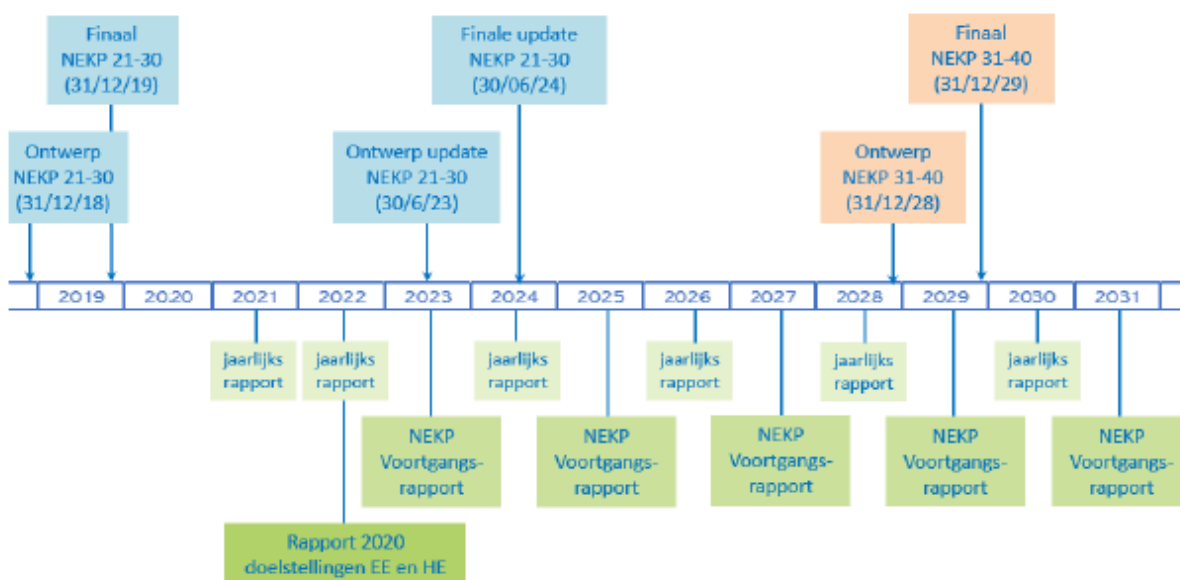 Finaal
NEKP 21-30
(31/12/19)
Finale update
NEKP 21-30
(30/06/24)
Finaal
NEKP 31-40
(31/12/29)
Ontwerp
NEKP 21-30
(31/12/18)
Ontwerp update
NEKP 21-30
(30/6/23)
Ontwerp
NEKP 31-40
(31/12/28)
2019 2020 2021 2022 2023 2024 2025 2026 2027 2028 2029 2030 2031
jaarlijks
rapport
jaarlijks
rapport
jaarlijks
rapport
jaarlijks
rapport
jaarlijks
rapport
jaarlijks
rapport
NEKP
Voortgangs-
rapport
NEKP
Voortgangs-
rapport
NEKP
Voortgangs-
rapport
NEKP
Voortgangs-
rapport
NEKP
Voortgangs-
rapport
Rapport 2020
doelstellingen EE en HE